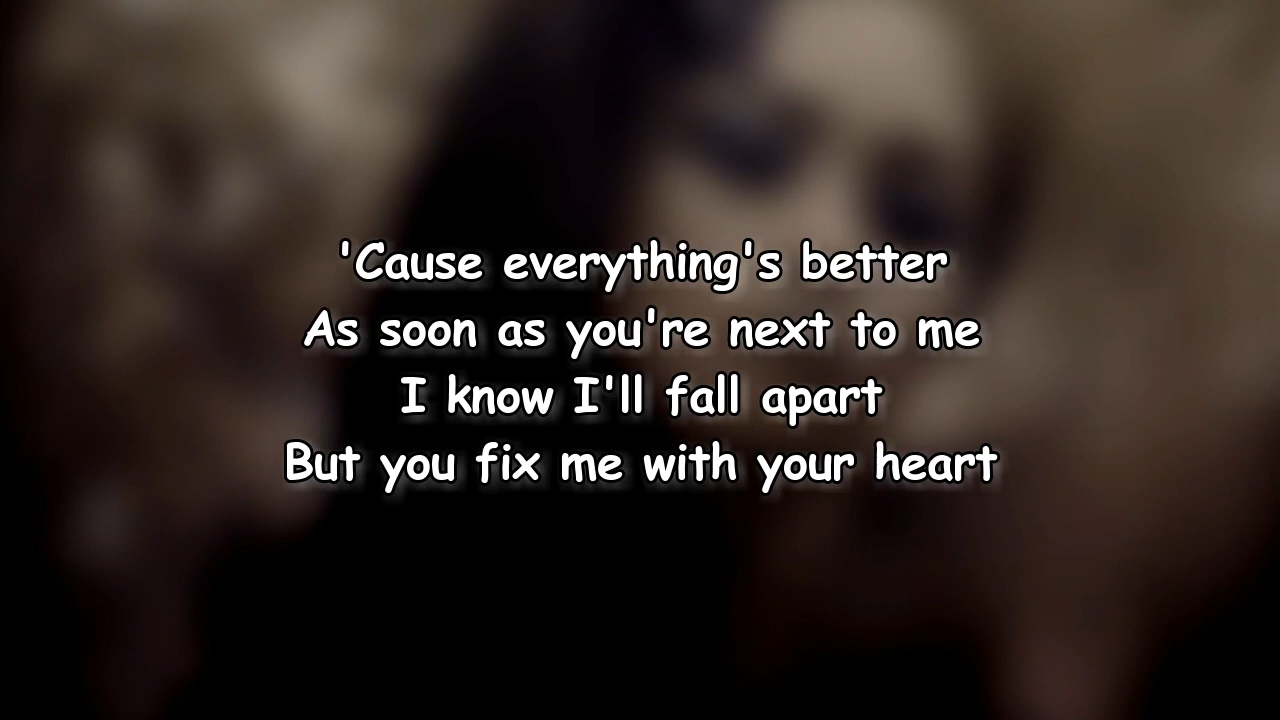 'Cause everything's better
As soon as you're next to me
I know I'll fall apart
But you fix me with your heart